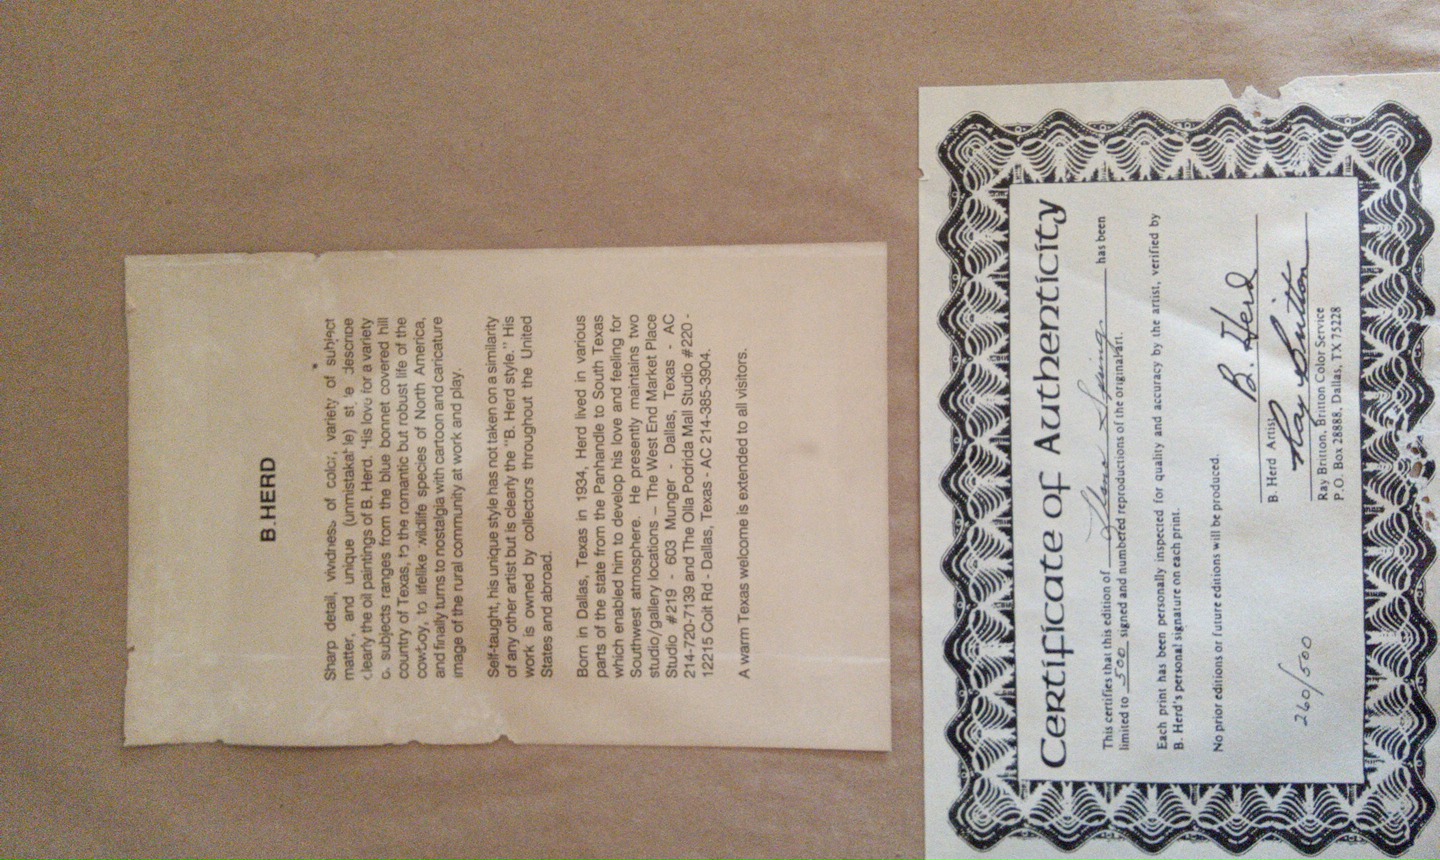 B. HERD
Sharp detail, vividness of color, variety of subject
matter, and unique (unmistakable) describe
clearly the oil paintings of B. Herd. His love for a variety
subjects ranges from the blue bonnet covered hill
country of Texas, to the romantic but robust life of the
cowboy, to lifelike wildlife species of North America,
and finally turns to nostalgia with cartoon and caricature
image of the rural community at work and play.
Self-taught, his unique style has not taken on a similarity
of any other artist but is clearly the "B. Herd style." His
work is owned by collectors throughout the United
States and abroad.
Born in Dallas, Texas in 1934, Herd lived in various
parts of the state from the Panhandle to South Texas
which enabled him to develop his love and feeling for
Southwest atmosphere. He presently maintains two
studio/gallery locations – The West End Market Place
Studio #219 - 603 Munger - Dallas, Texas - AC
214-720-7139 and The Olla Podrida Mall Studio #220 -
12215 Coit Rd - Dallas, Texas - AC 214-385-3904.
A warm Texas welcome is extended to all visitors.
Certificate of Authenticity
This certifies that this edition of Spring has been
limited to 500 signed and numbered reproductions of the original art.
Each print has been personally inspected for quality and accuracy by the artist, verified by
B. Herd's personal signature on each print.
No prior editions or future editions will be produced.
B. Herd
B. Herd Artist
Ray Britton
260/500
Ray Britton, Britton Color Service
P.O. Box 28888, Dallas, TX 75228